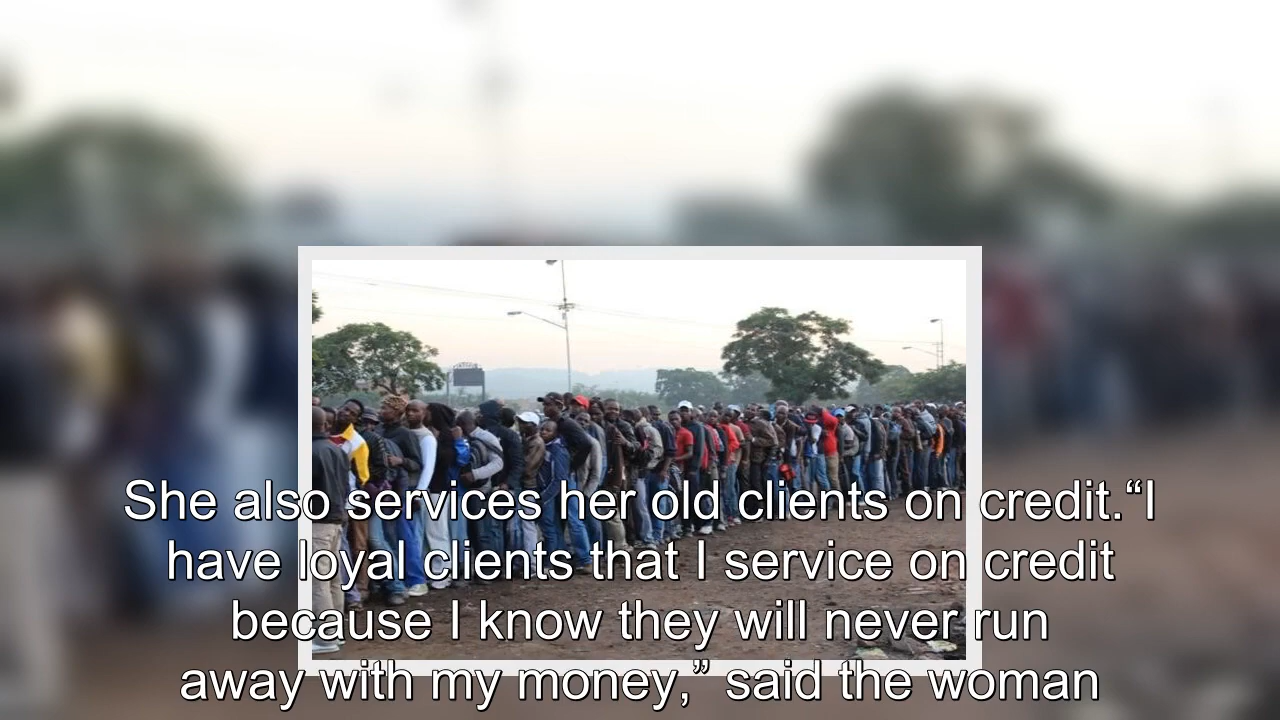 She also services her old clients on credit.“I
have loyal clients that I service on credit
because I know they will never run
away with my money,” said the woman